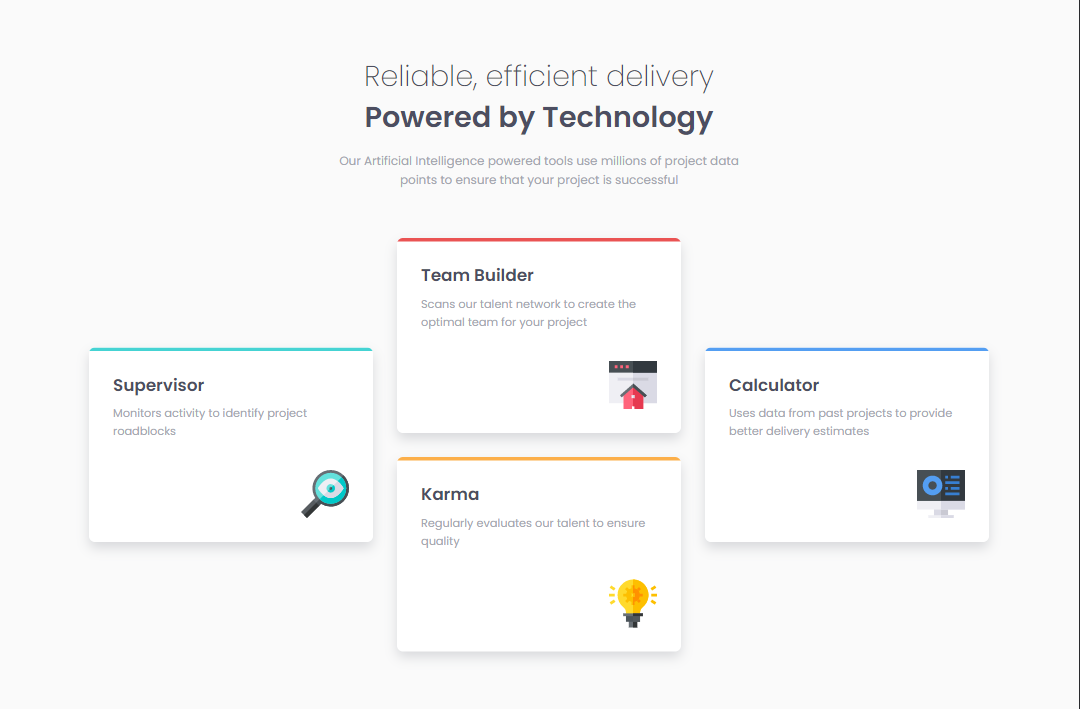 Reliable, efficient delivery
Powered by Technology
Our Artificial Intelligence powered tools use millions of project data
points to ensure that your project is successful
Supervisor
Monitors activity to identify project
roadblocks
Team Builder
Scans our talent network to create the
optimal team for your project
Karma
Regularly evaluates our talent to ensure
quality
Calculator
Uses data from past projects to provide
better delivery estimates